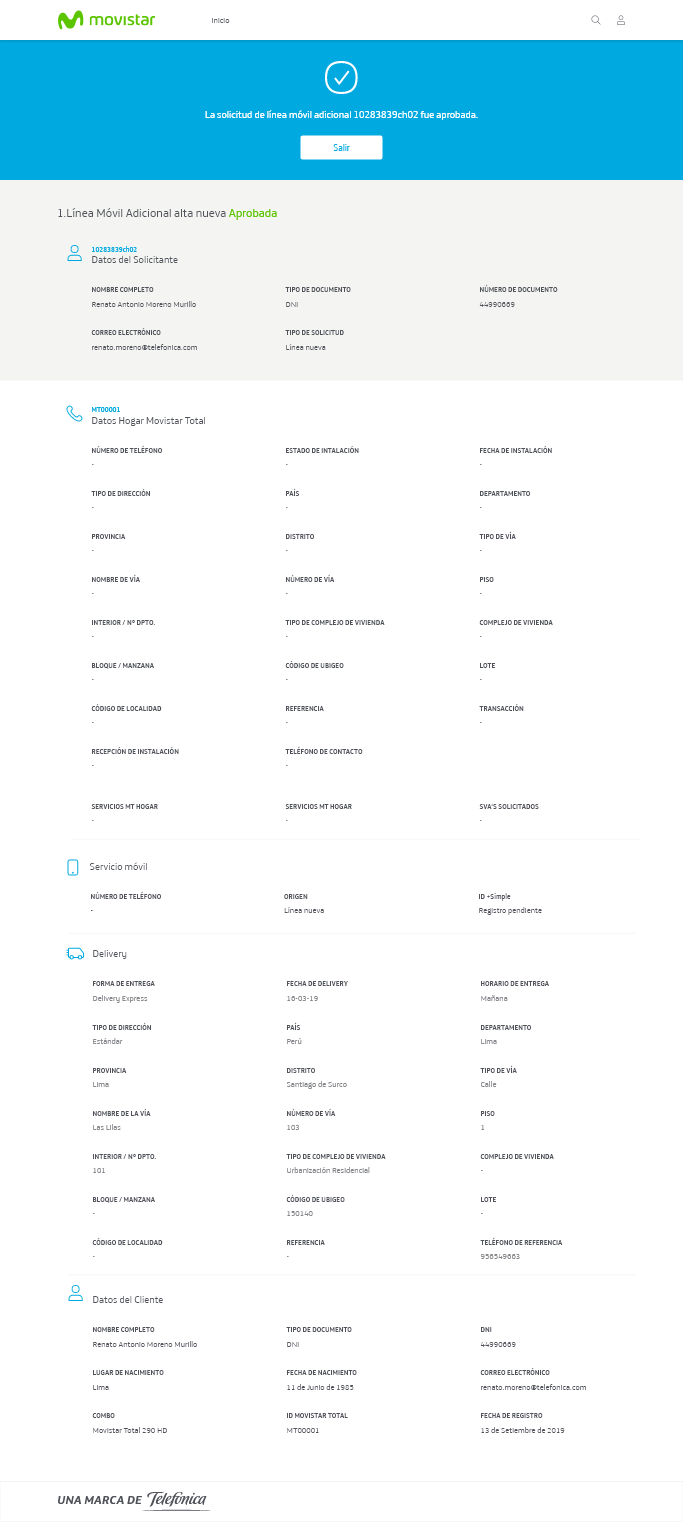 movistar
Inicio
La solicitud de línea móvil adicional 10283839ch02 fue aprobada.
Salir
1.Línea Móvil Adicional alta nueva Aprobada
10283839ch02
Datos del Solicitante
NOMBRE COMPLETO TIPO DE DOCUMENTO NÚMERO DE DOCUMENTO
Renato Antonio Moreno Murillo DNI 44990669
CORREO ELECTRÓNICO TIPO DE SOLICITUD
renato.moreno@telefonica.com Línea nueva
MT00001
Datos Hogar Movistar Total
NÚMERO DE TELÉFONO ESTADO DE INTALACIÓN FECHA DE INSTALACIÓN
- - -
TIPO DE DIRECCIÓN PAÍS DEPARTAMENTO
- - -
PROVINCIA DISTRITO TIPO DE VÍA
- - -
NOMBRE DE VÍA NÚMERO DE VÍA PISO
- - -
INTERIOR / Nº DPTO. TIPO DE COMPLEJO DE VIVIENDA COMPLEJO DE VIVIENDA
- - -
BLOQUE / MANZANA CÓDIGO DE UBIGEO LOTE
- - -
CÓDIGO DE LOCALIDAD REFERENCIA TRANSACCIÓN
- - -
RECEPCIÓN DE INSTALACIÓN TELÉFONO DE CONTACTO
- -
SERVICIOS MT HOGAR SERVICIOS MT HOGAR SVA'S SOLICITADOS
- - -
Servicio móvil
NÚMERO DE TELÉFONO ORIGEN ID +Simple
- Línea nueva Registro pendiente
Delivery
FORMA DE ENTREGA FECHA DE DELIVERY HORARIO DE ENTREGA
Delivery Express 16-03-19 Mañana
TIPO DE DIRECCIÓN PAÍS DEPARTAMENTO
Estándar Perú Lima
PROVINCIA DISTRITO TIPO DE VÍA
Lima Santiago de Surco Calle
NOMBRE DE LA VÍA NÚMERO DE VÍA PISO
Las Lilas 103 1
INTERIOR / Nº DPTO. TIPO DE COMPLEJO DE VIVIENDA COMPLEJO DE VIVIENDA
101 Urbanización Residencial -
BLOQUE / MANZANA CÓDIGO DE UBIGEO LOTE
- 150140 -
CÓDIGO DE LOCALIDAD REFERENCIA TELÉFONO DE REFERENCIA
- - 956549663
Datos del Cliente
NOMBRE COMPLETO TIPO DE DOCUMENTO DNI
Renato Antonio Moreno Murillo DNI 44990669
LUGAR DE NACIMIENTO FECHA DE NACIMIENTO CORREO ELECTRÓNICO
Lima 11 de Junio de 1985 renato.moreno@telefonica.com
COMBO ID MOVISTAR TOTAL FECHA DE REGISTRO
Movistar Total 290 HD MT00001 13 de Setiembre de 2019
UNA MARCA DE Telefónica